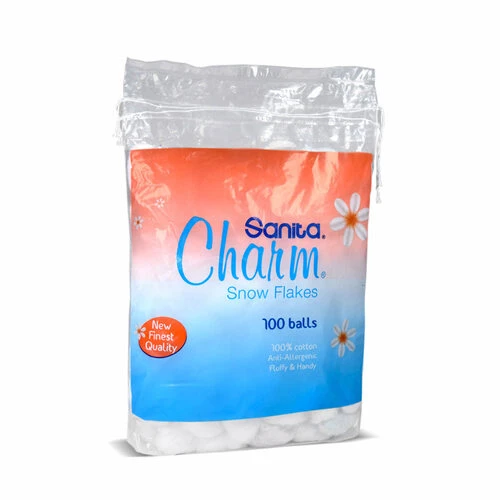 Sanita®
Charm®
Snow Flakes
100 balls
100% cotton
Anti-Allergenic
Fluffy & Handy
New
Finest
Quality